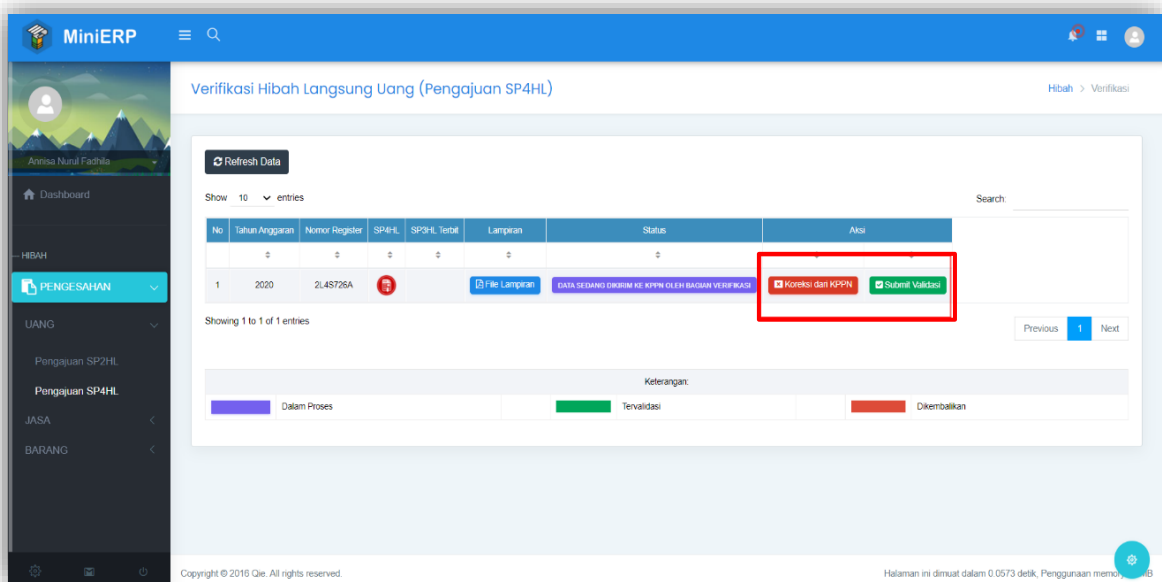 MiniERP
Verifikasi Hibah Langsung Uang (Pengajuan SP4HL)
Hibah > Verifikasi
Annisa Nurul Fadhila
Dashboard
HIBAH
PENGESAHAN
UANG
Pengajuan SP2HL
Pengajuan SP4HL
JASA
BARANG
Refresh Data
Show 10 entries
Search:
No Tahun Anggaran Nomor Register SP4HL SP3HL Terbit Lampiran Status Aksi
1 2020 2L4S726A File Lampiran DATA SEDANG DIKIRIM KE KPPN OLEH BAGIAN VERIFIKASI Koreksi dari KPPN Submit Validasi
Showing 1 to 1 of 1 entries
Previous 1 Next
Keterangan:
Dalam Proses Tervalidasi Dikembalikan
Copyright © 2016 Qie. All rights reserved.
Halaman ini dimuat dalam 0.0573 detik, Penggunaan